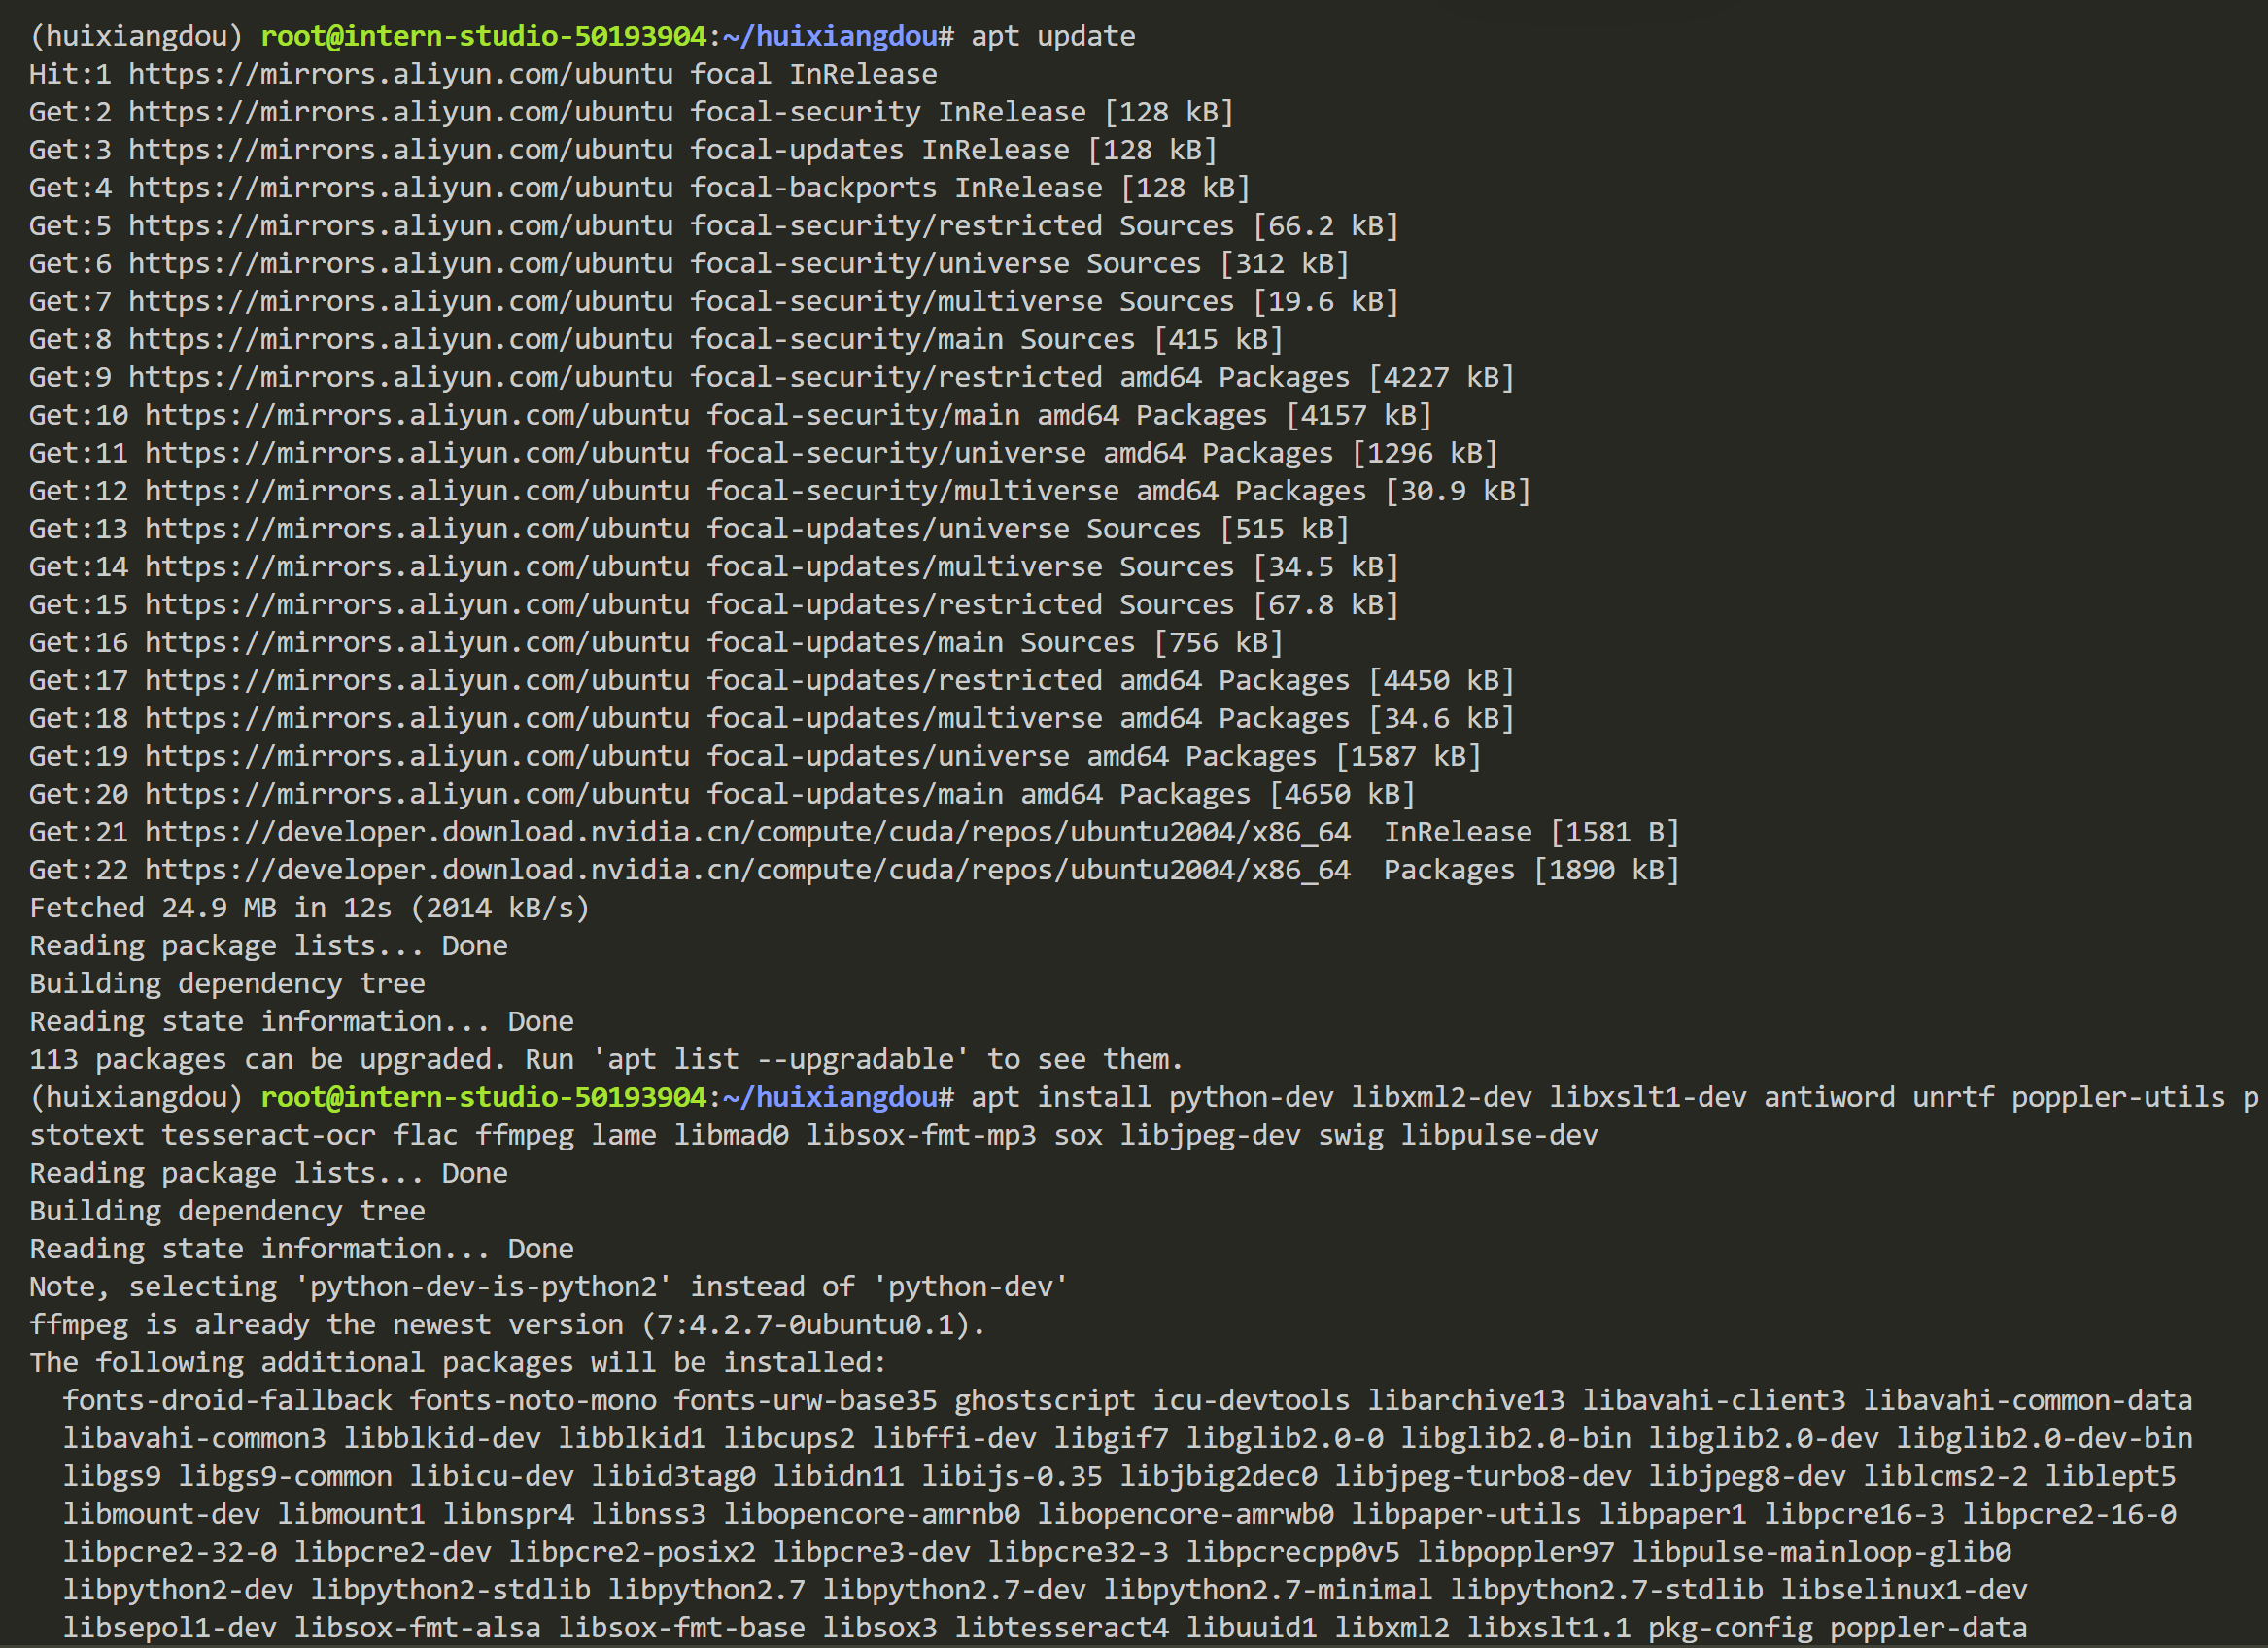 (huixiangdou) root@intern-studio-50193904:~/huixiangdou# apt update
Hit:1 https://mirrors.aliyun.com/ubuntu focal InRelease
Get:2 https://mirrors.aliyun.com/ubuntu focal-security InRelease [128 kB]
Get:3 https://mirrors.aliyun.com/ubuntu focal-updates InRelease [128 kB]
Get:4 https://mirrors.aliyun.com/ubuntu focal-backports InRelease [128 kB]
Get:5 https://mirrors.aliyun.com/ubuntu focal-security/restricted Sources [66.2 kB]
Get:6 https://mirrors.aliyun.com/ubuntu focal-security/universe Sources [312 kB]
Get:7 https://mirrors.aliyun.com/ubuntu focal-security/multiverse Sources [19.6 kB]
Get:8 https://mirrors.aliyun.com/ubuntu focal-security/main Sources [415 kB]
Get:9 https://mirrors.aliyun.com/ubuntu focal-security/restricted amd64 Packages [4227 kB]
Get:10 https://mirrors.aliyun.com/ubuntu focal-security/main amd64 Packages [4157 kB]
Get:11 https://mirrors.aliyun.com/ubuntu focal-security/universe amd64 Packages [1296 kB]
Get:12 https://mirrors.aliyun.com/ubuntu focal-security/multiverse amd64 Packages [30.9 kB]
Get:13 https://mirrors.aliyun.com/ubuntu focal-updates/universe Sources [515 kB]
Get:14 https://mirrors.aliyun.com/ubuntu focal-updates/multiverse Sources [34.5 kB]
Get:15 https://mirrors.aliyun.com/ubuntu focal-updates/restricted Sources [67.8 kB]
Get:16 https://mirrors.aliyun.com/ubuntu focal-updates/main Sources [756 kB]
Get:17 https://mirrors.aliyun.com/ubuntu focal-updates/restricted amd64 Packages [4450 kB]
Get:18 https://mirrors.aliyun.com/ubuntu focal-updates/multiverse amd64 Packages [34.6 kB]
Get:19 https://mirrors.aliyun.com/ubuntu focal-updates/universe amd64 Packages [1587 kB]
Get:20 https://mirrors.aliyun.com/ubuntu focal-updates/main amd64 Packages [4650 kB]
Get:21 https://developer.download.nvidia.cn/compute/cuda/repos/ubuntu2004/x86_64  InRelease [1581 B]
Get:22 https://developer.download.nvidia.cn/compute/cuda/repos/ubuntu2004/x86_64  Packages [1890 kB]
Fetched 24.9 MB in 12s (2014 kB/s)
Reading package lists... Done
Building dependency tree
Reading state information... Done
113 packages can be upgraded. Run 'apt list --upgradable' to see them.
(huixiangdou) root@intern-studio-50193904:~/huixiangdou# apt install python-dev libxml2-dev libxslt1-dev antiword unrtf poppler-utils p
stotext tesseract-ocr flac ffmpeg lame libmad0 libsox-fmt-mp3 sox libjpeg-dev swig libpulse-dev
Reading package lists... Done
Building dependency tree
Reading state information... Done
Note, selecting 'python-dev-is-python2' instead of 'python-dev'
ffmpeg is already the newest version (7:4.2.7-0ubuntu0.1).
The following additional packages will be installed:
  fonts-droid-fallback fonts-noto-mono fonts-urw-base35 ghostscript icu-devtools libarchive13 libavahi-client3 libavahi-common-data
  libavahi-common3 libblkid-dev libblkid1 libcups2 libffi-dev libgif7 libglib2.0-0 libglib2.0-bin libglib2.0-dev libglib2.0-dev-bin
  libgs9 libgs9-common libicu-dev libid3tag0 libidn11 libijs-0.35 libjbig2dec0 libjpeg-turbo8-dev libjpeg8-dev liblcms2-2 liblept5
  libmount-dev libmount1 libnspr4 libnss3 libopencore-amrnb0 libopencore-amrwb0 libpaper-utils libpaper1 libpcre16-3 libpcre2-16-0
  libpcre2-32-0 libpcre2-dev libpcre2-posix2 libpcre3-dev libpcre32-3 libpcrecpp0v5 libpoppler97 libpulse-mainloop-glib0
  libpython2-dev libpython2-stdlib libpython2.7 libpython2.7-dev libpython2.7-minimal libpython2.7-stdlib libselinux1-dev
  libsepol1-dev libsox-fmt-alsa libsox-fmt-base libsox3 libtesseract4 libuuid1 libxml2 libxslt1.1 pkg-config poppler-data